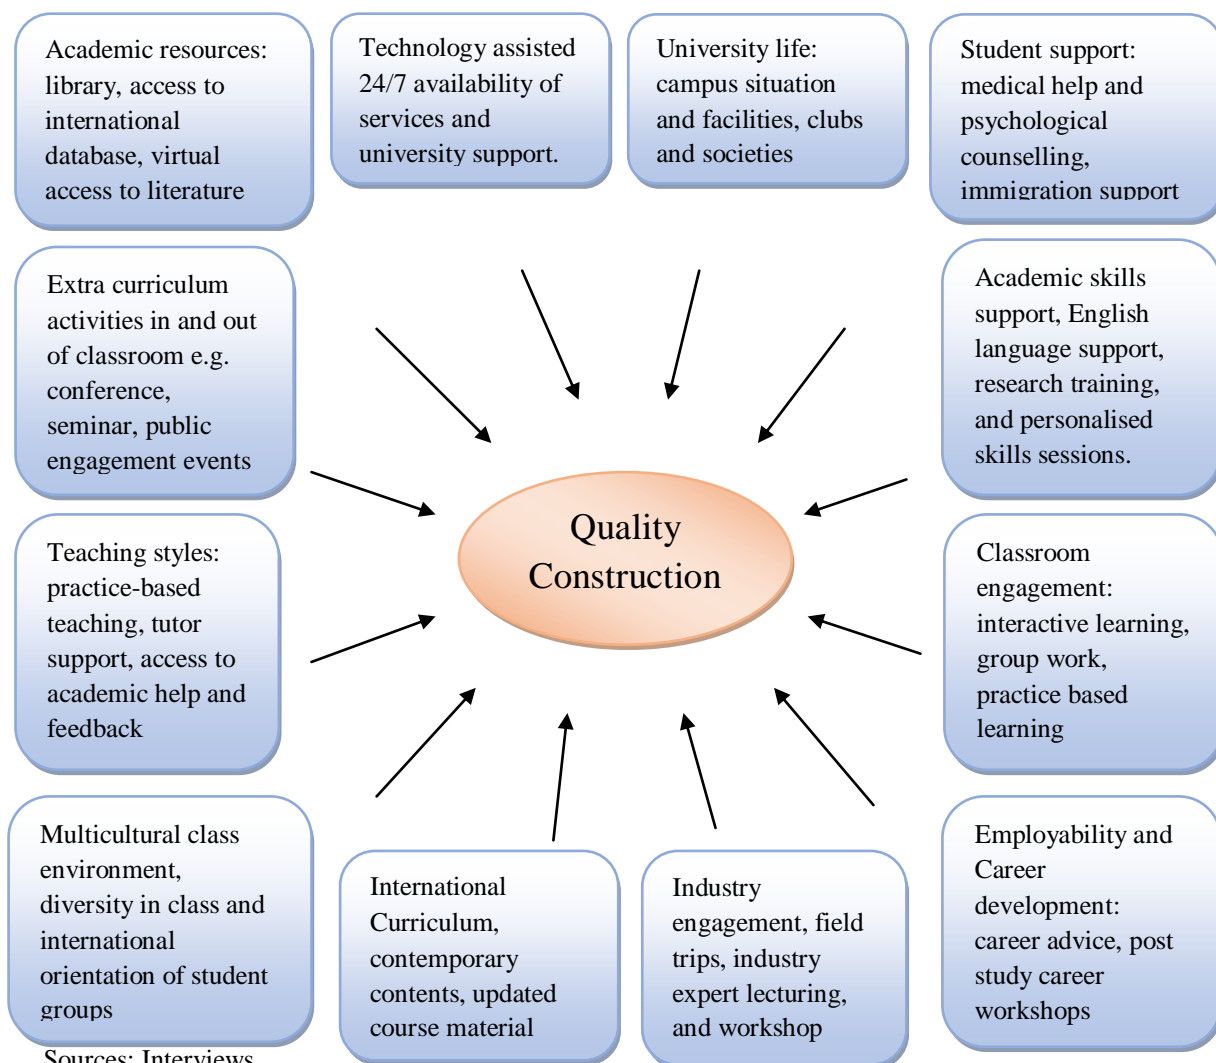 Academic resources:
library, access to
international
database, virtual
access to literature
Technology assisted
24/7 availability of
services and
university support.
University life:
campus situation
and facilities, clubs
and societies
Student support:
medical help and
psychological
counselling,
immigration support
Extra curriculum
activities in and out
of classroom e.g.
conference,
seminar, public
engagement events
Academic skills
support, English
language support,
research training,
and personalised
skills sessions.
Quality
Construction
Teaching styles:
practice-based
teaching, tutor
support, access to
academic help and
feedback
Classroom
engagement:
interactive learning,
group work,
practice based
learning
Multicultural class
environment,
diversity in class and
international
orientation of student
groups
International
Curriculum,
contemporary
contents, updated
course material
Industry
engagement, field
trips, industry
expert lecturing,
and workshop
Employability and
Career
development:
career advice, post
study career
workshops
Sources: Interviews